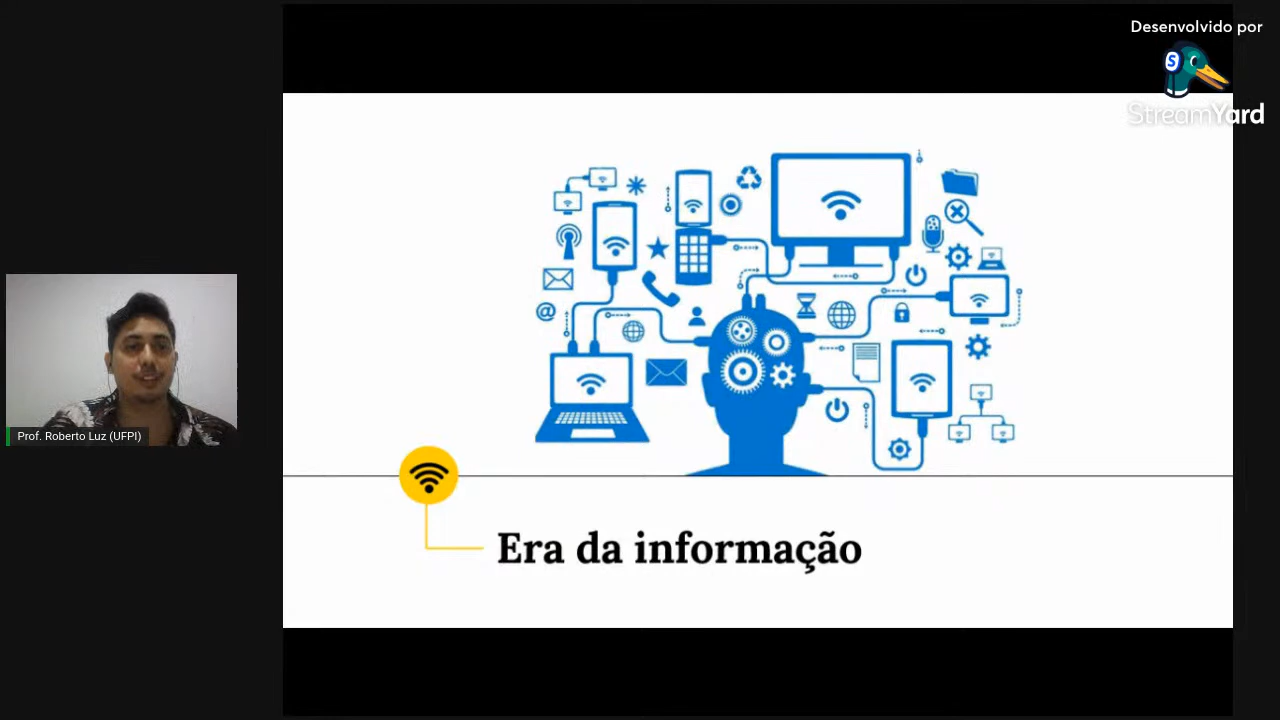 Desenvolvido por
StreamYard
Prof. Roberto Luz (UFPI)
Era da informação